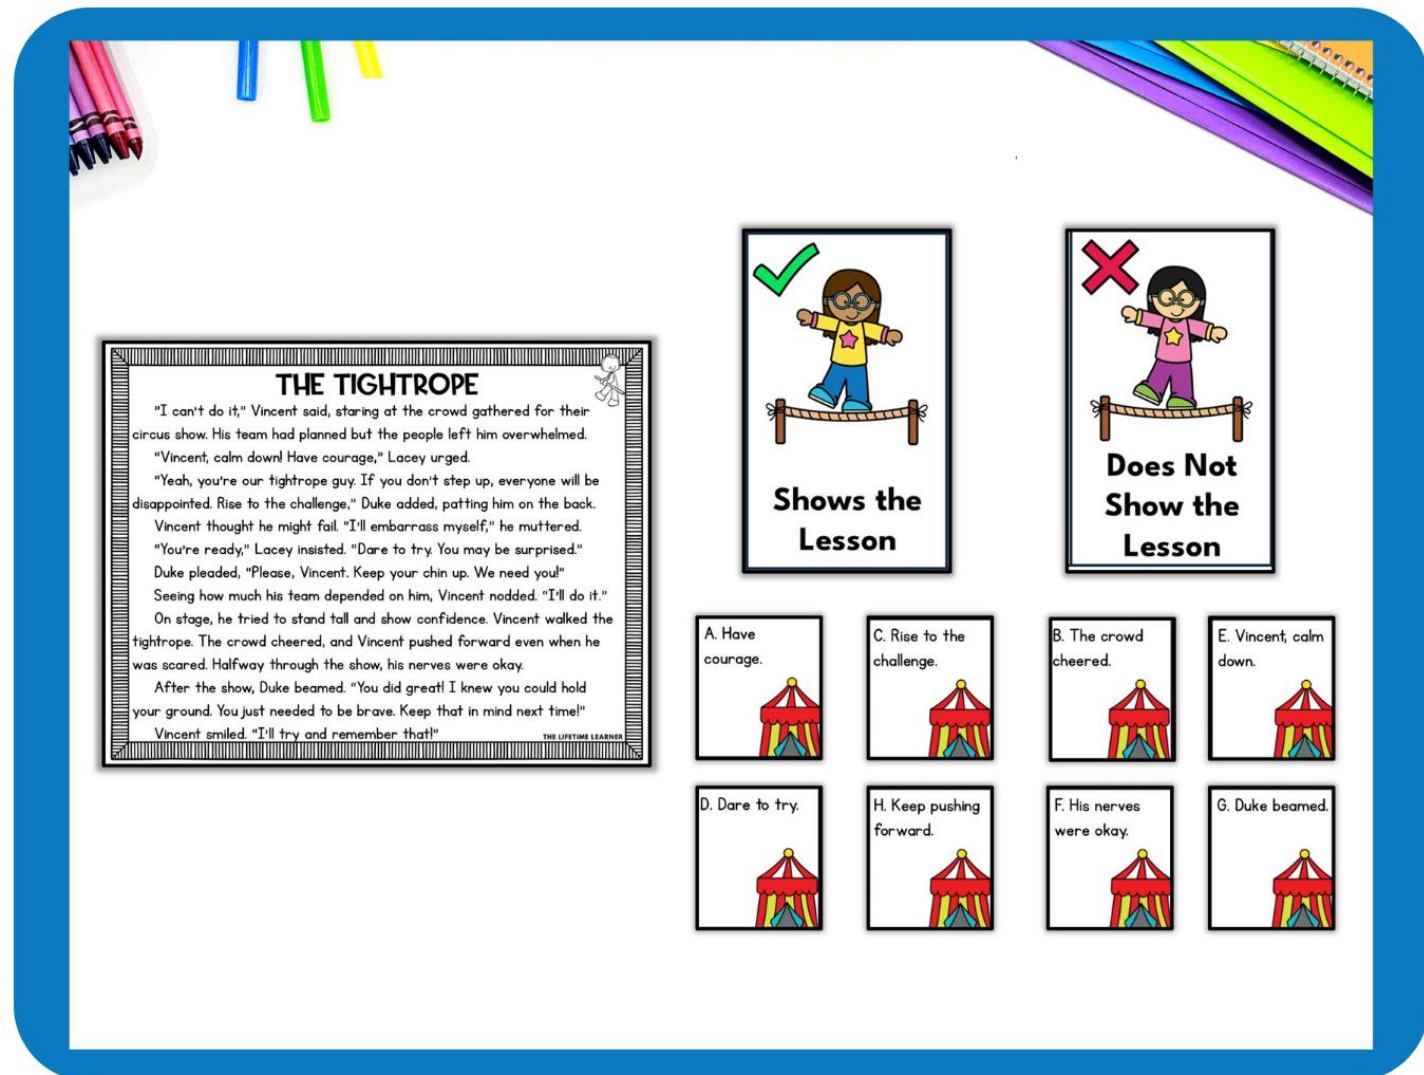 THE TIGHTROPE
"I can't do it," Vincent said, staring at the crowd gathered for their
circus show. His team had planned but the people left him overwhelmed.
"Vincent, calm down! Have courage," Lacey urged.
"Yeah, you're our tightrope guy. If you don't step up, everyone will be
disappointed. Rise to the challenge," Duke added, patting him on the back.
Vincent thought he might fail. "I'll embarrass myself," he muttered.
"You're ready," Lacey insisted. "Dare to try. You may be surprised."
Duke pleaded, "Please, Vincent. Keep your chin up. We need you!"
Seeing how much his team depended on him, Vincent nodded. "I'll do it."
On stage, he tried to stand tall and show confidence. Vincent walked the
tightrope. The crowd cheered, and Vincent pushed forward even when he
was scared. Halfway through the show, his nerves were okay.
After the show, Duke beamed. "You did great! I knew you could hold
your ground. You just needed to be brave. Keep that in mind next time!"
Vincent smiled. "I'll try and remember that!"
THE LIFETIME LEARNER
Shows the
Lesson
Does Not
Show the
Lesson
A. Have
courage.
C. Rise to the
challenge.
B. The crowd
cheered.
E. Vincent, calm
down.
D. Dare to try.
H. Keep pushing
forward.
F. His nerves
were okay.
G. Duke beamed.